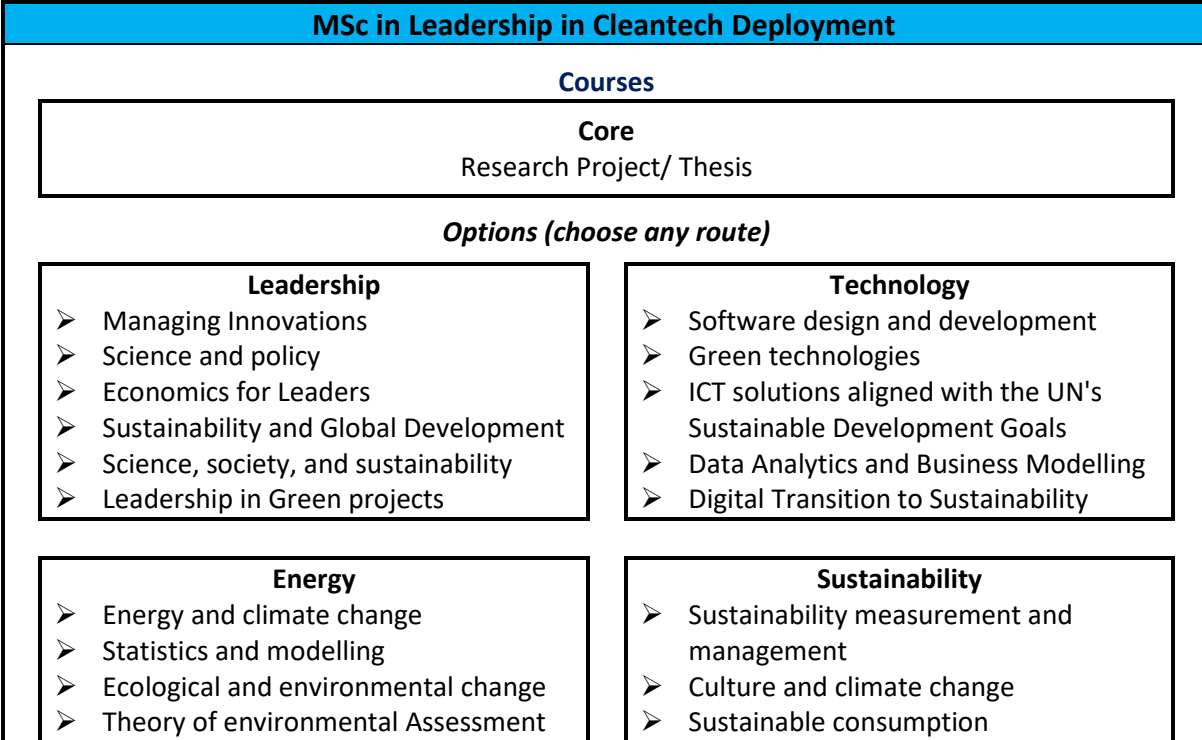 MSc in Leadership in Cleantech Deployment
Courses
Core
Research Project/ Thesis
Options (choose any route)
Leadership
➢ Managing Innovations
➢ Science and policy
➢ Economics for Leaders
➢ Sustainability and Global Development
➢ Science, society, and sustainability
➢ Leadership in Green projects
Technology
➢ Software design and development
➢ Green technologies
➢ ICT solutions aligned with the UN's
Sustainable Development Goals
➢ Data Analytics and Business Modelling
➢ Digital Transition to Sustainability
Energy
➢ Energy and climate change
➢ Statistics and modelling
➢ Ecological and environmental change
➢ Theory of environmental Assessment
Sustainability
➢ Sustainability measurement and
management
➢ Culture and climate change
➢ Sustainable consumption